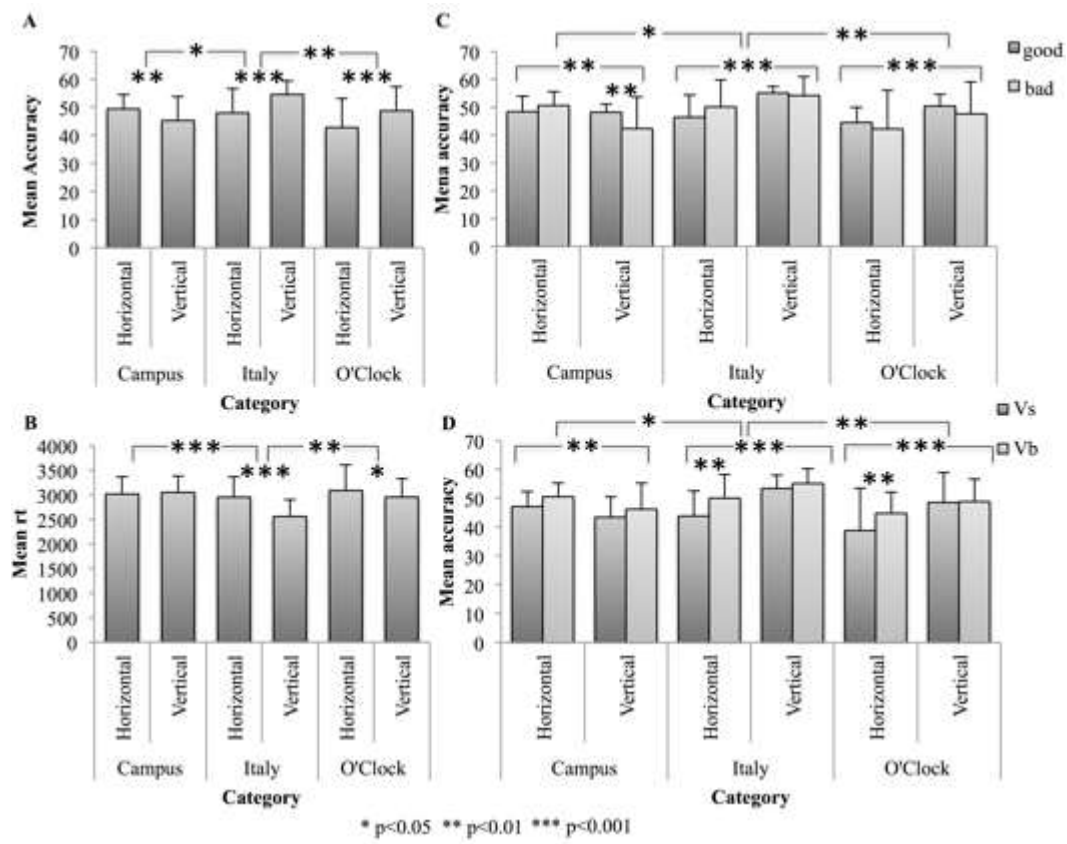 A
Mean Accuracy
70
60
50
40
30
20
10
0
* **
** *** ***
Horizontal
Vertical
Horizontal
Vertical
Horizontal
Vertical
Campus Italy O'Clock
Category
C
Mena accuracy
70
60
50
40
30
20
10
0
* **
** *** ***
**
good
bad
Horizontal
Vertical
Horizontal
Vertical
Horizontal
Vertical
Campus Italy O'Clock
Category
B
Mean rt
4000
3500
3000
2500
2000
1500
1000
500
0
*** **
*** *
Horizontal
Vertical
Horizontal
Vertical
Horizontal
Vertical
Campus Italy O'Clock
Category
D
Mean accuracy
70
60
50
40
30
20
10
0
* **
** *** ***
** **
Vs
Vb
Horizontal
Vertical
Horizontal
Vertical
Horizontal
Vertical
Campus Italy O'Clock
Category
* p<0.05 ** p<0.01 *** p<0.001